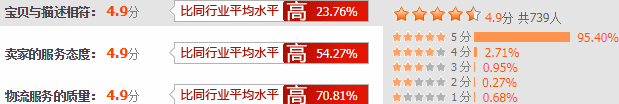 宝贝与描述相符： 4.9分 比同行业平均水平 高 23.76%
卖家的服务态度： 4.9分 比同行业平均水平 高 54.27%
物流服务的质量： 4.9分 比同行业平均水平 高 70.81%
4.9分 共739人
5分 95.40%
4分 2.71%
3分 0.95%
2分 0.27%
1分 0.68%